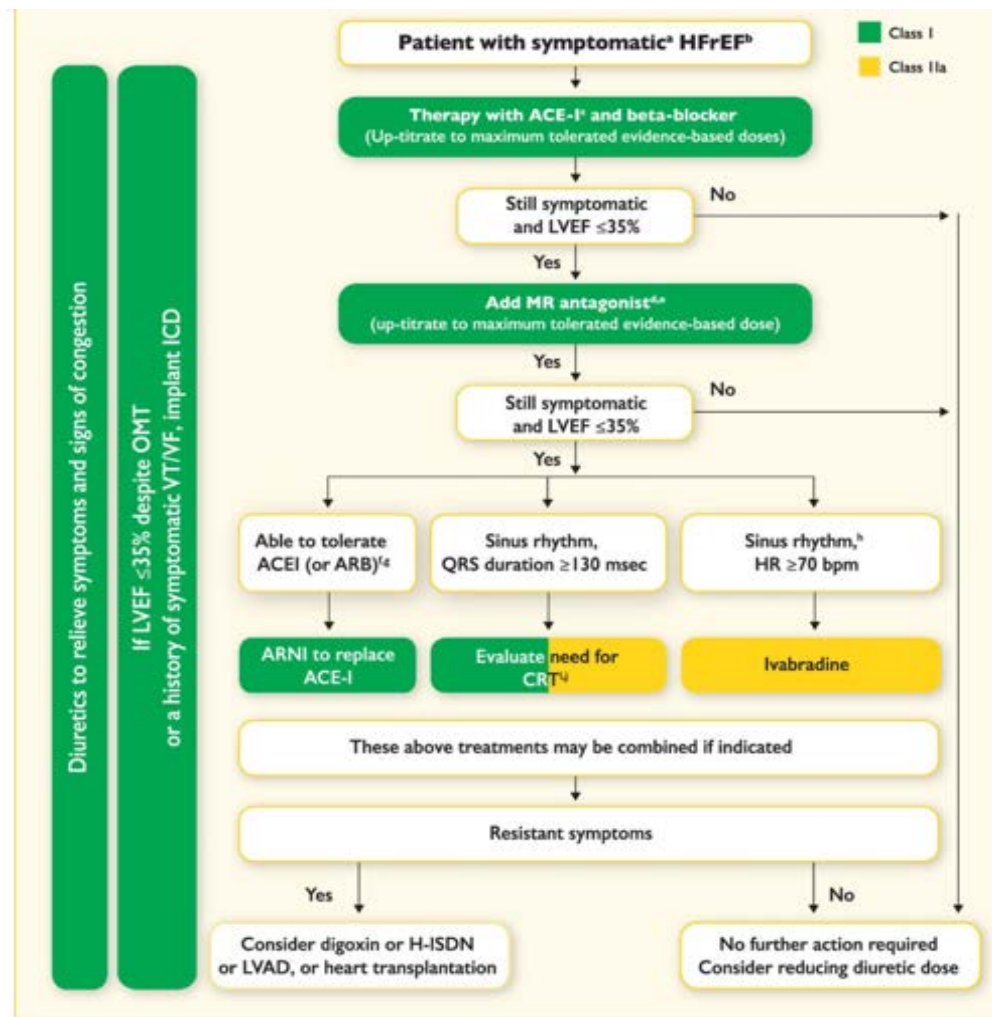 Patient with symptomaticᵃ HFrEFᵇ
Class I
Class IIa
Therapy with ACE-Iᶜ and beta-blocker
(Up-titrate to maximum tolerated evidence-based doses)
Still symptomatic
and LVEF ≤35%
No
Yes
Add MR antagonistᵈ,ᵉ
(up-titrate to maximum tolerated evidence-based dose)
Yes
Still symptomatic
and LVEF ≤35%
No
Yes
Able to tolerate
ACEI (or ARB)ᶠ,ᵍ
Sinus rhythm,
QRS duration ≥130 msec
Sinus rhythm,ʰ
HR ≥70 bpm
ARNI to replace
ACE-I
Evaluate need for
CRTⁱ,ʲ
Ivabradine
These above treatments may be combined if indicated
Resistant symptoms
Yes
No
Consider digoxin or H-ISDN
or LVAD, or heart transplantation
No further action required
Consider reducing diuretic dose
Diuretics to relieve symptoms and signs of congestion
If LVEF ≤35% despite OMT
or a history of symptomatic VT/VF, implant ICD